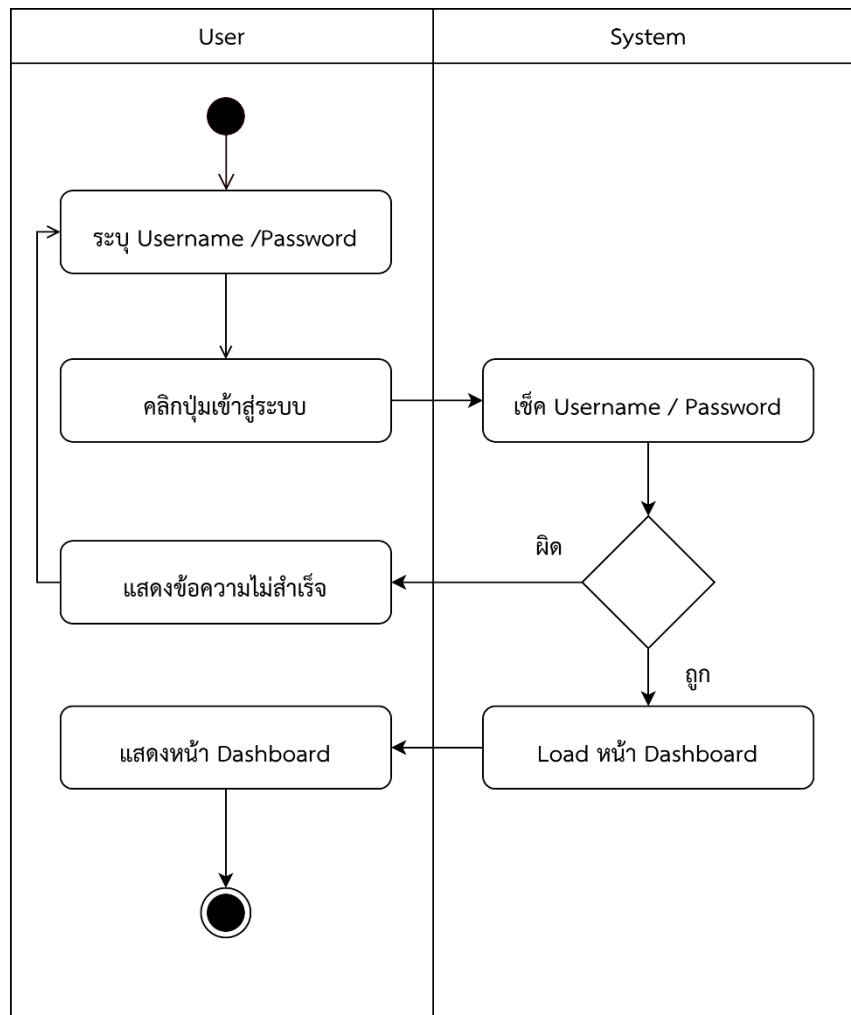 User
System
ระบุ Username /Password
คลิกปุ่มเข้าสู่ระบบ
เช็ค Username / Password
ผิด
แสดงข้อความไม่สำเร็จ
ถูก
แสดงหน้า Dashboard
Load หน้า Dashboard